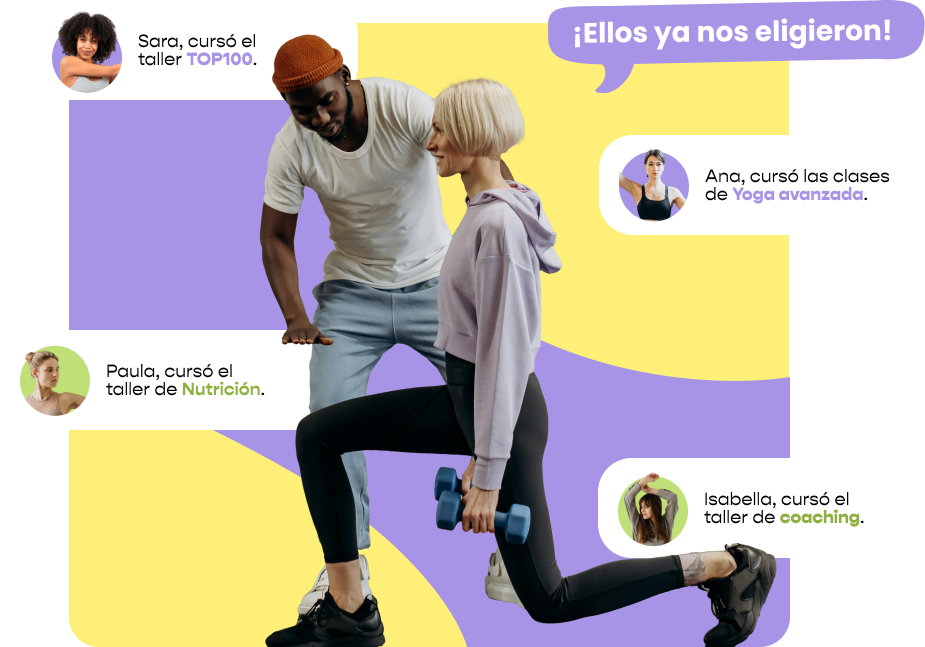 Sara, cursó el
taller TOP100.
¡Ellos ya nos eligieron!
Ana, cursó las clases
de Yoga avanzada.
Paula, cursó el
taller de Nutrición.
Isabella, cursó el
taller de coaching.